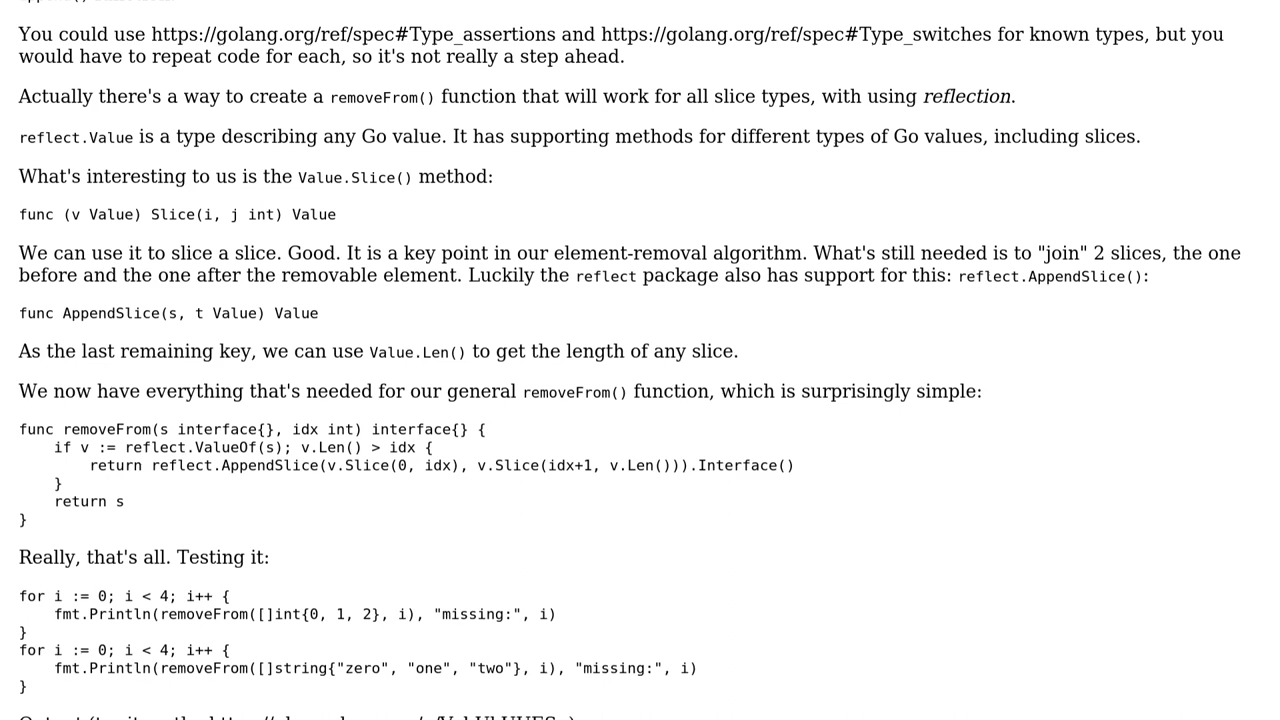 You could use https://golang.org/ref/spec#Type_assertions and https://golang.org/ref/spec#Type_switches for known types, but you
would have to repeat code for each, so it's not really a step ahead.
Actually there's a way to create a removeFrom() function that will work for all slice types, with using reflection.
reflect.Value is a type describing any Go value. It has supporting methods for different types of Go values, including slices.
What's interesting to us is the Value.Slice() method:
func (v Value) Slice(i, j int) Value
We can use it to slice a slice. Good. It is a key point in our element-removal algorithm. What's still needed is to "join" 2 slices, the one
before and the one after the removable element. Luckily the reflect package also has support for this: reflect.AppendSlice():
func AppendSlice(s, t Value) Value
As the last remaining key, we can use Value.Len() to get the length of any slice.
We now have everything that's needed for our general removeFrom() function, which is surprisingly simple:
func removeFrom(s interface{}, idx int) interface{} {
    if v := reflect.ValueOf(s); v.Len() > idx {
        return reflect.AppendSlice(v.Slice(0, idx), v.Slice(idx+1, v.Len())).Interface()
    }
    return s
}
Really, that's all. Testing it:
for i := 0; i < 4; i++ {
    fmt.Println(removeFrom([]int{0, 1, 2}, i), "missing:", i)
}
for i := 0; i < 4; i++ {
    fmt.Println(removeFrom([]string{"zero", "one", "two"}, i), "missing:", i)
}